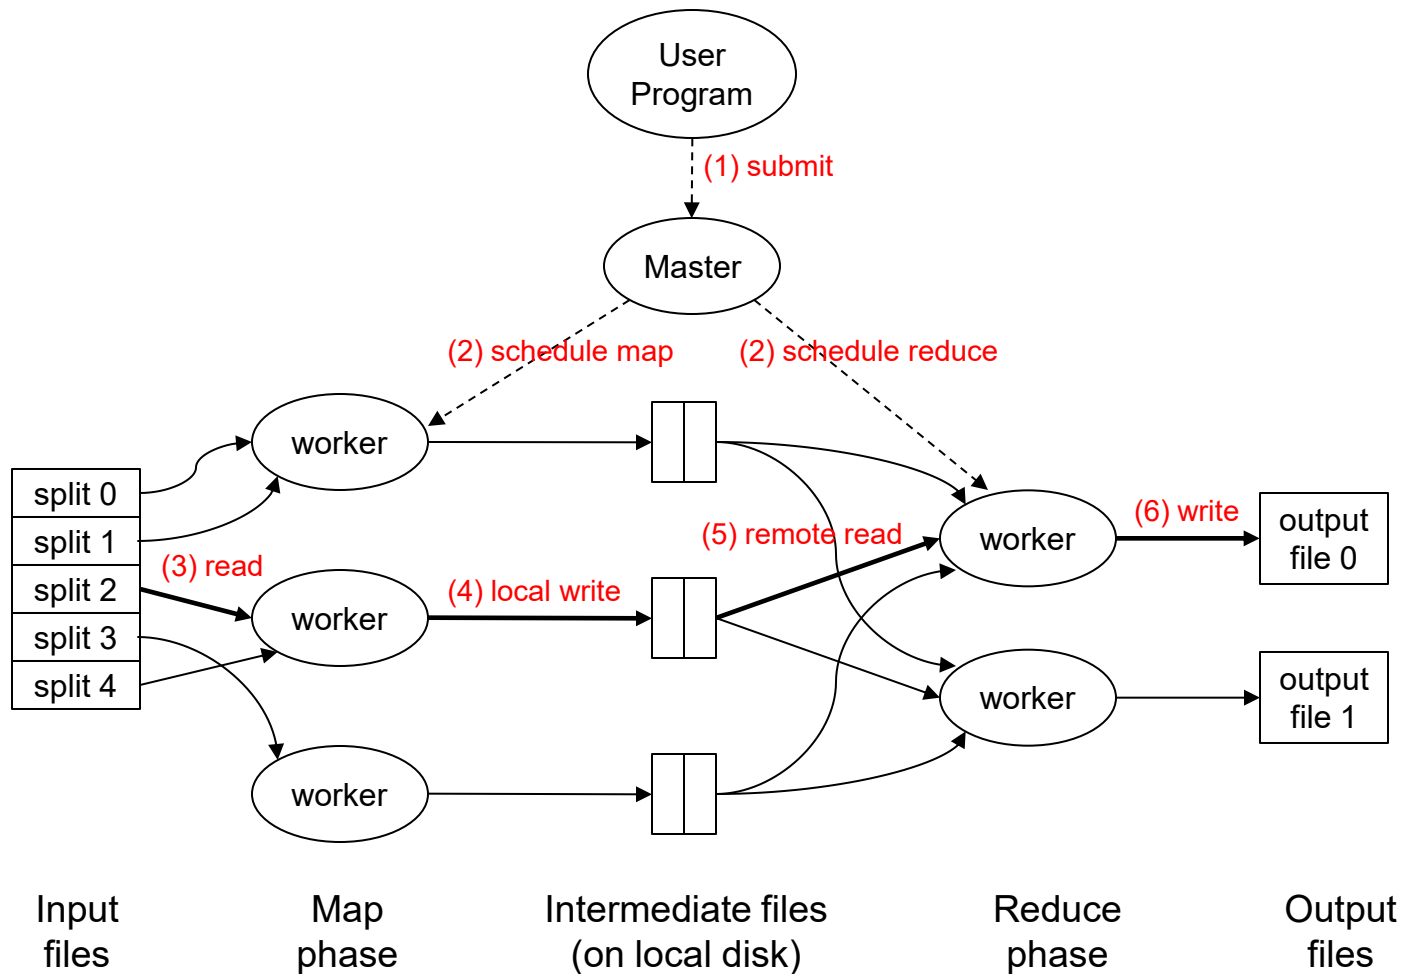 User
Program
(1) submit
Master
(2) schedule map
(2) schedule reduce
worker
split 0
split 1
split 2
split 3
split 4
(3) read
worker
(4) local write
worker
(5) remote read
worker
(6) write
output
file 0
worker
output
file 1
Input
files
Map
phase
Intermediate files
(on local disk)
Reduce
phase
Output
files